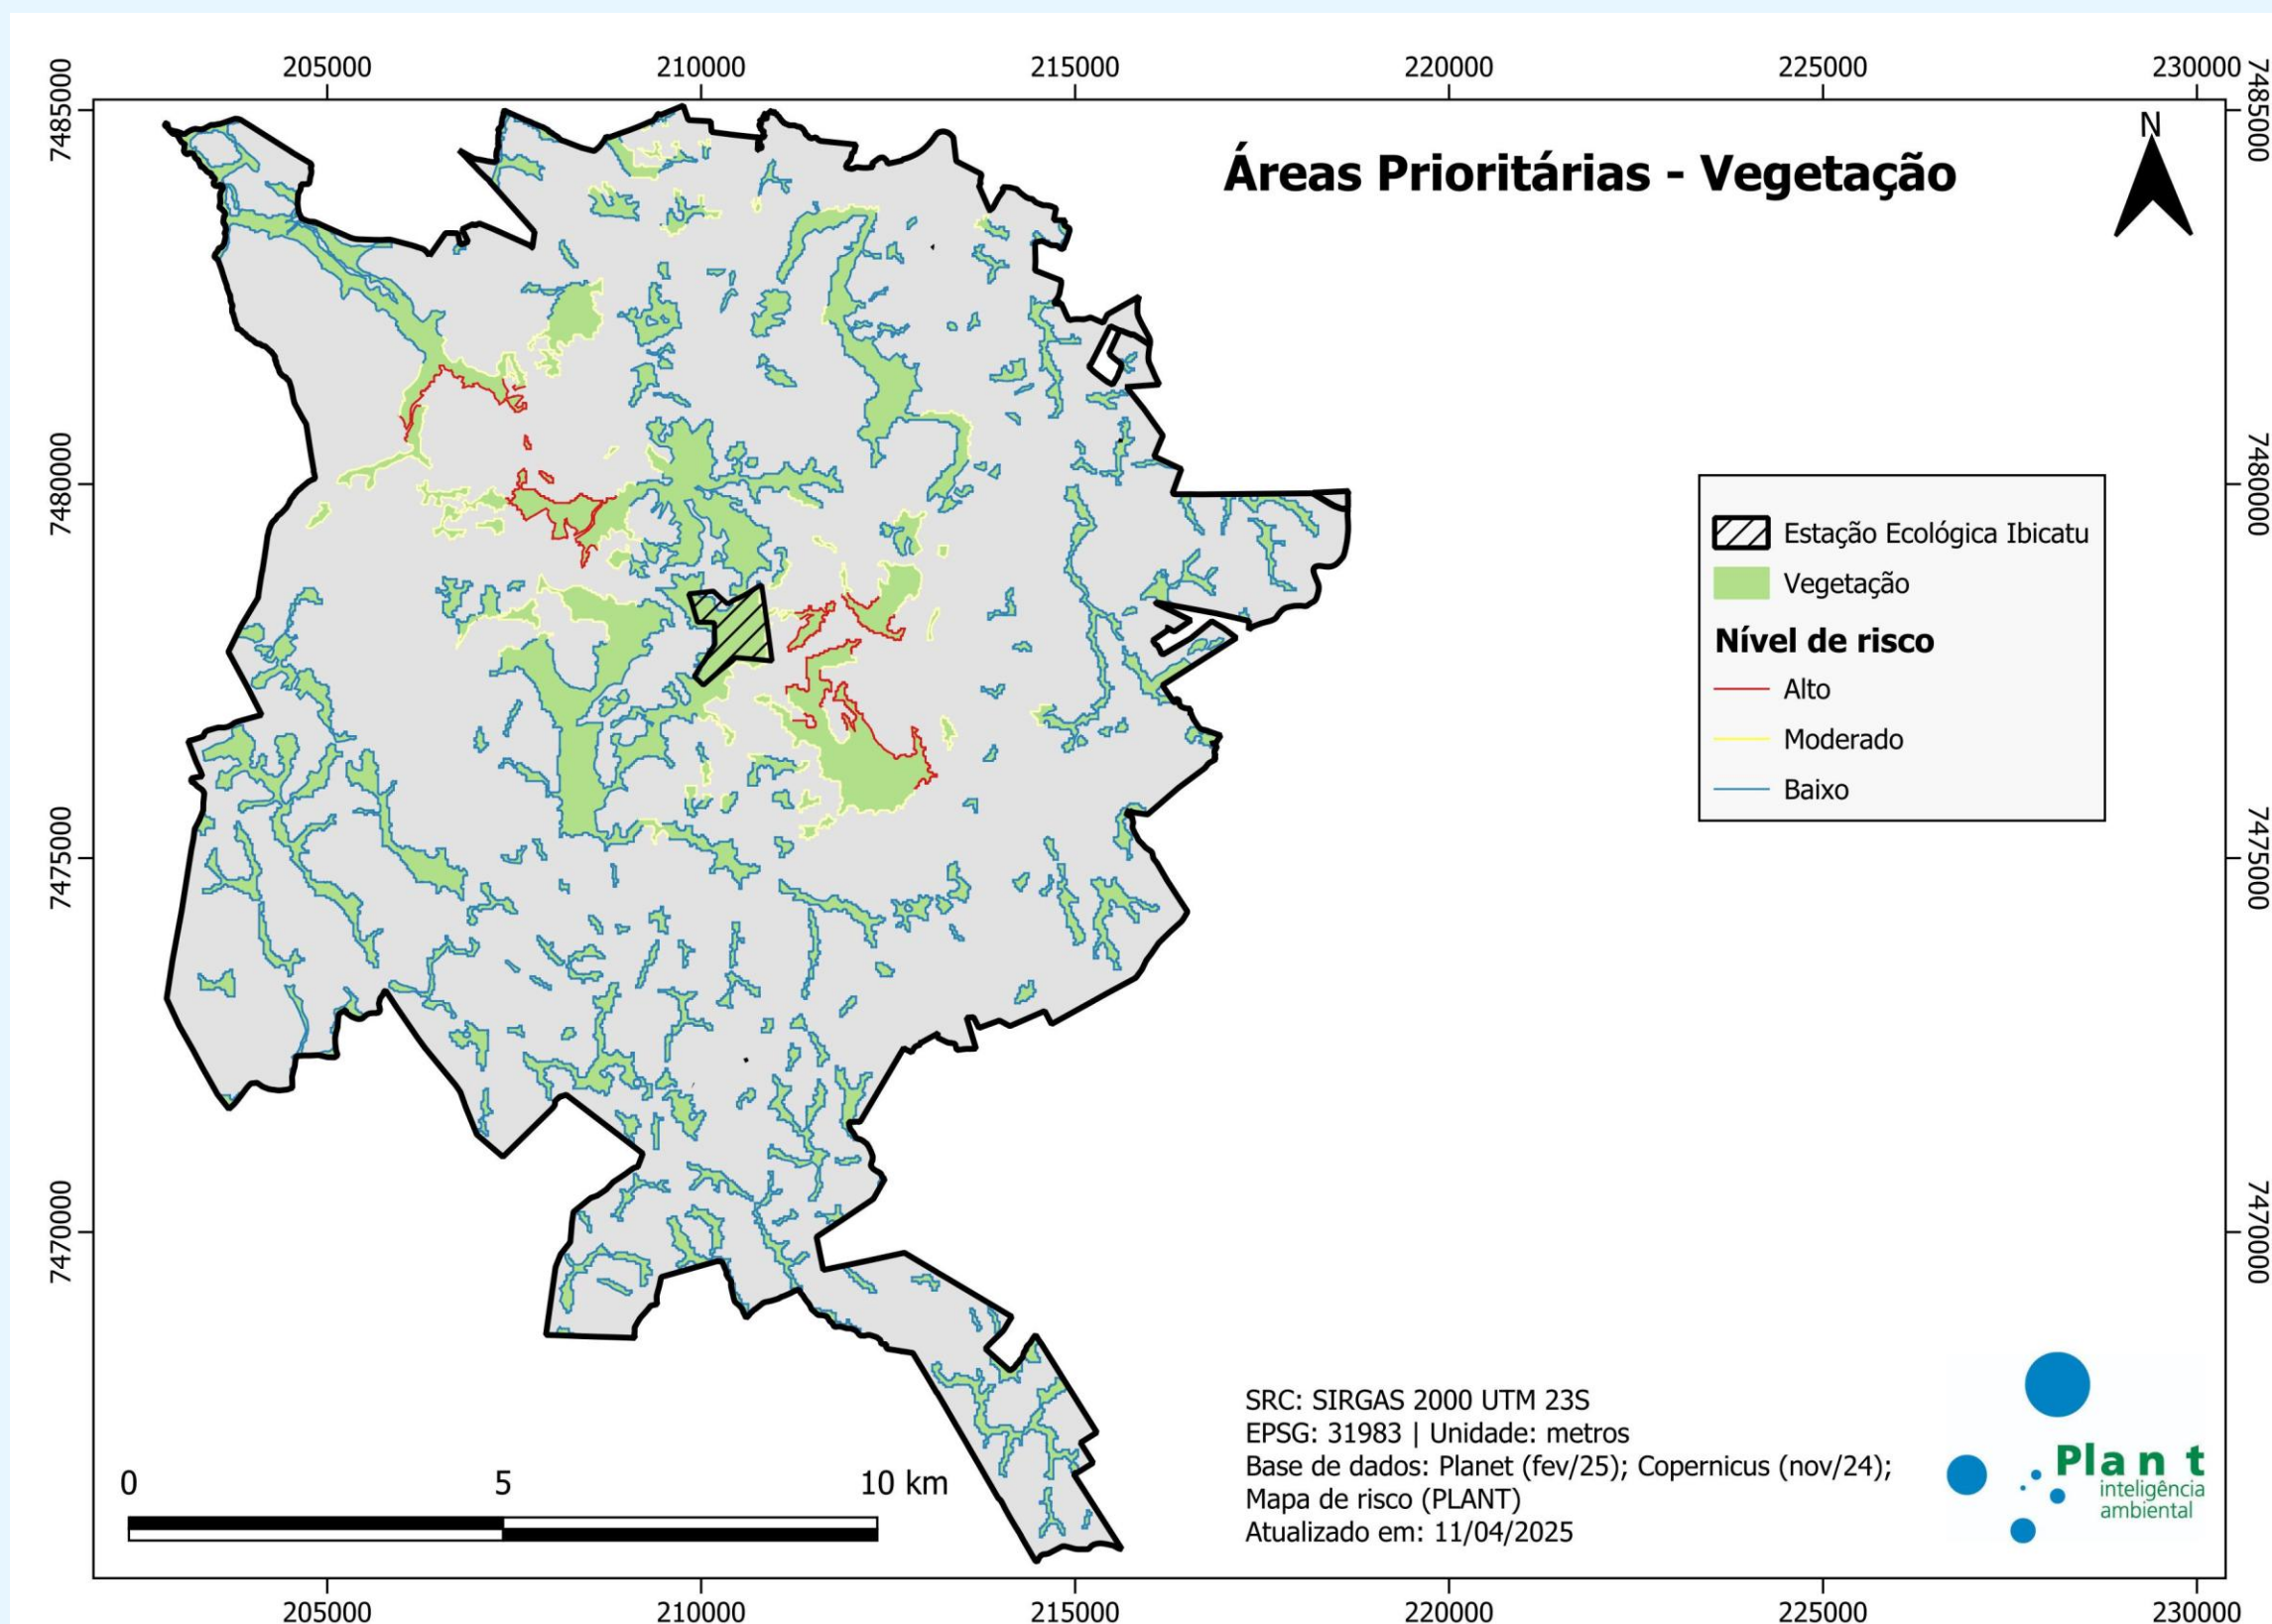 205000 210000 215000 220000 225000 230000
7485000 7485000
N
Áreas Prioritárias - Vegetação
7480000 7480000
Estação Ecológica Ibicatu
Vegetação
Nível de risco
Alto
Moderado
Baixo
7475000 7475000
7470000 7470000
SRC: SIRGAS 2000 UTM 23S
EPSG: 31983 | Unidade: metros
Base de dados: Planet (fev/25); Copernicus (nov/24);
Mapa de risco (PLANT)
Atualizado em: 11/04/2025
0 5 10 km
Plan t
inteligência
ambiental
205000 210000 215000 220000 225000 230000